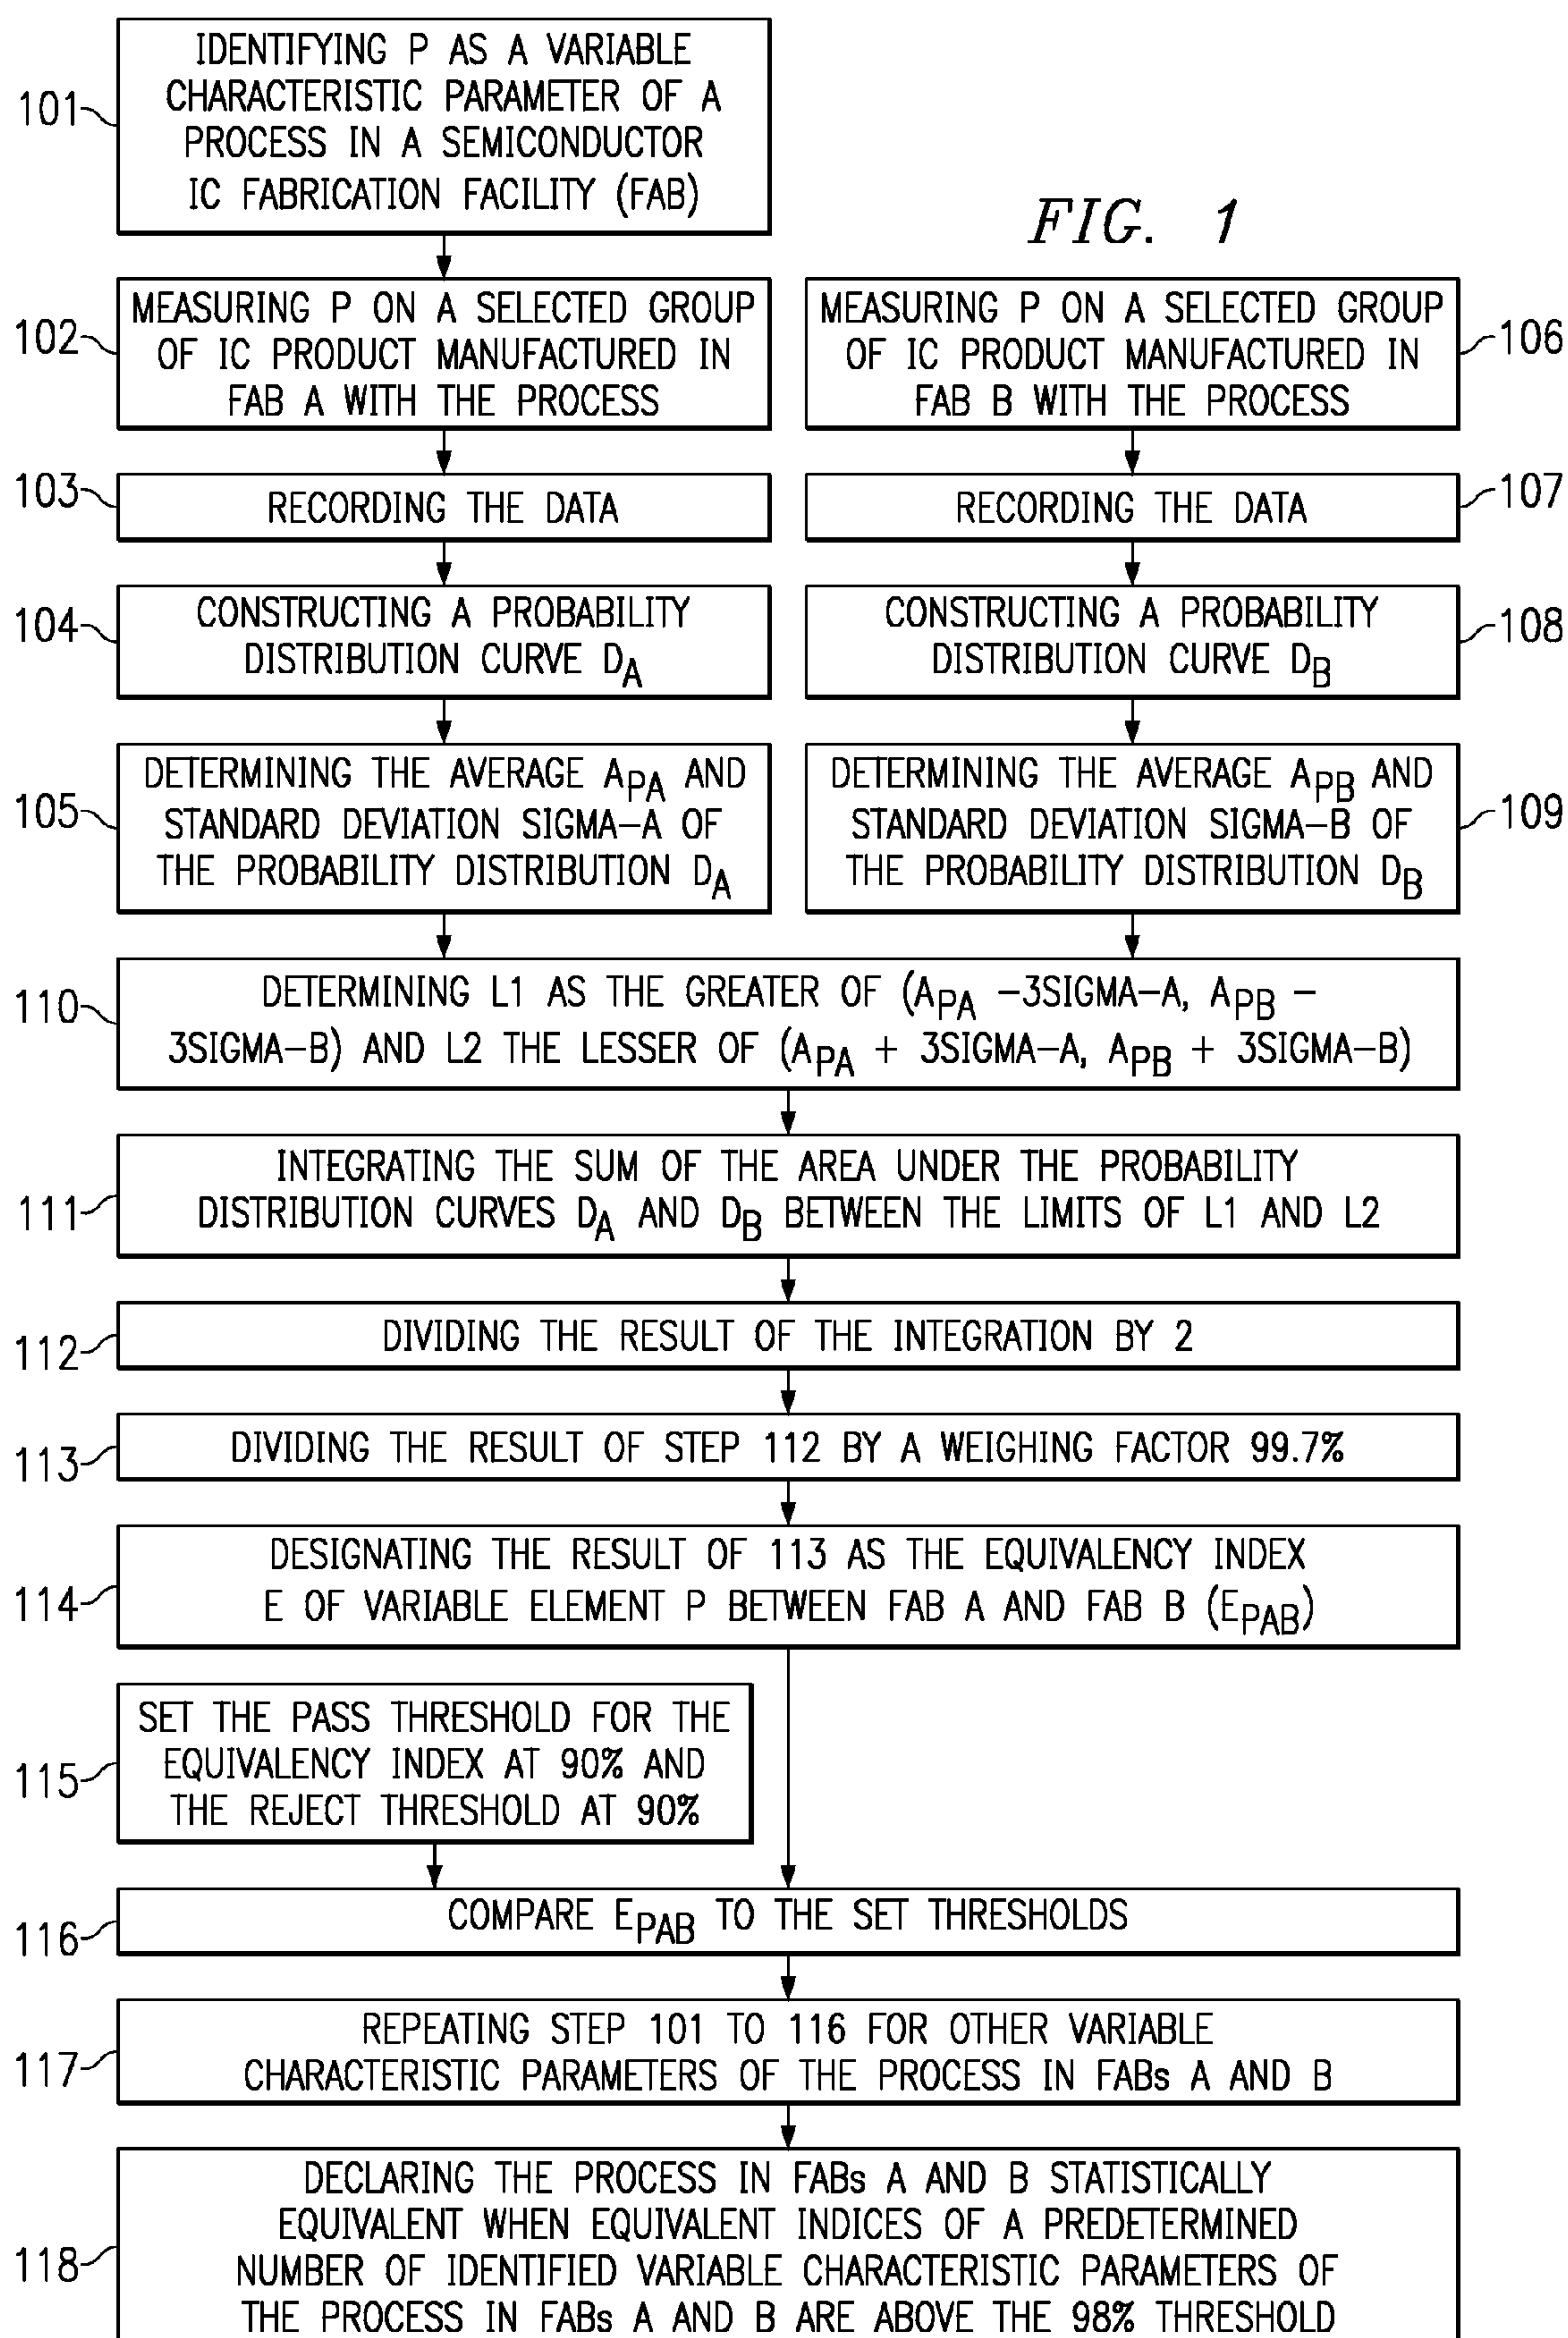 101
IDENTIFYING P AS A VARIABLE
CHARACTERISTIC PARAMETER OF A
PROCESS IN A SEMICONDUCTOR
IC FABRICATION FACILITY (FAB)
FIG. 1
102
MEASURING P ON A SELECTED GROUP
OF IC PRODUCT MANUFACTURED IN
FAB A WITH THE PROCESS
MEASURING P ON A SELECTED GROUP
OF IC PRODUCT MANUFACTURED IN
FAB B WITH THE PROCESS
106
103
RECORDING THE DATA
RECORDING THE DATA
107
104
CONSTRUCTING A PROBABILITY
DISTRIBUTION CURVE DA
CONSTRUCTING A PROBABILITY
DISTRIBUTION CURVE DB
108
105
DETERMINING THE AVERAGE APA AND
STANDARD DEVIATION SIGMA-A OF
THE PROBABILITY DISTRIBUTION DA
DETERMINING THE AVERAGE APB AND
STANDARD DEVIATION SIGMA-B OF
THE PROBABILITY DISTRIBUTION DB
109
110
DETERMINING L1 AS THE GREATER OF (APA -3SIGMA-A, APB -
3SIGMA-B) AND L2 THE LESSER OF (APA + 3SIGMA-A, APB + 3SIGMA-B)
111
INTEGRATING THE SUM OF THE AREA UNDER THE PROBABILITY
DISTRIBUTION CURVES DA AND DB BETWEEN THE LIMITS OF L1 AND L2
112
DIVIDING THE RESULT OF THE INTEGRATION BY 2
113
DIVIDING THE RESULT OF STEP 112 BY A WEIGHING FACTOR 99.7%
114
DESIGNATING THE RESULT OF 113 AS THE EQUIVALENCY INDEX
E OF VARIABLE ELEMENT P BETWEEN FAB A AND FAB B (EPAB)
115
SET THE PASS THRESHOLD FOR THE
EQUIVALENCY INDEX AT 90% AND
THE REJECT THRESHOLD AT 90%
116
COMPARE EPAB TO THE SET THRESHOLDS
117
REPEATING STEP 101 TO 116 FOR OTHER VARIABLE
CHARACTERISTIC PARAMETERS OF THE PROCESS IN FABs A AND B
118
DECLARING THE PROCESS IN FABs A AND B STATISTICALLY
EQUIVALENT WHEN EQUIVALENT INDICES OF A PREDETERMINED
NUMBER OF IDENTIFIED VARIABLE CHARACTERISTIC PARAMETERS OF
THE PROCESS IN FABs A AND B ARE ABOVE THE 98% THRESHOLD